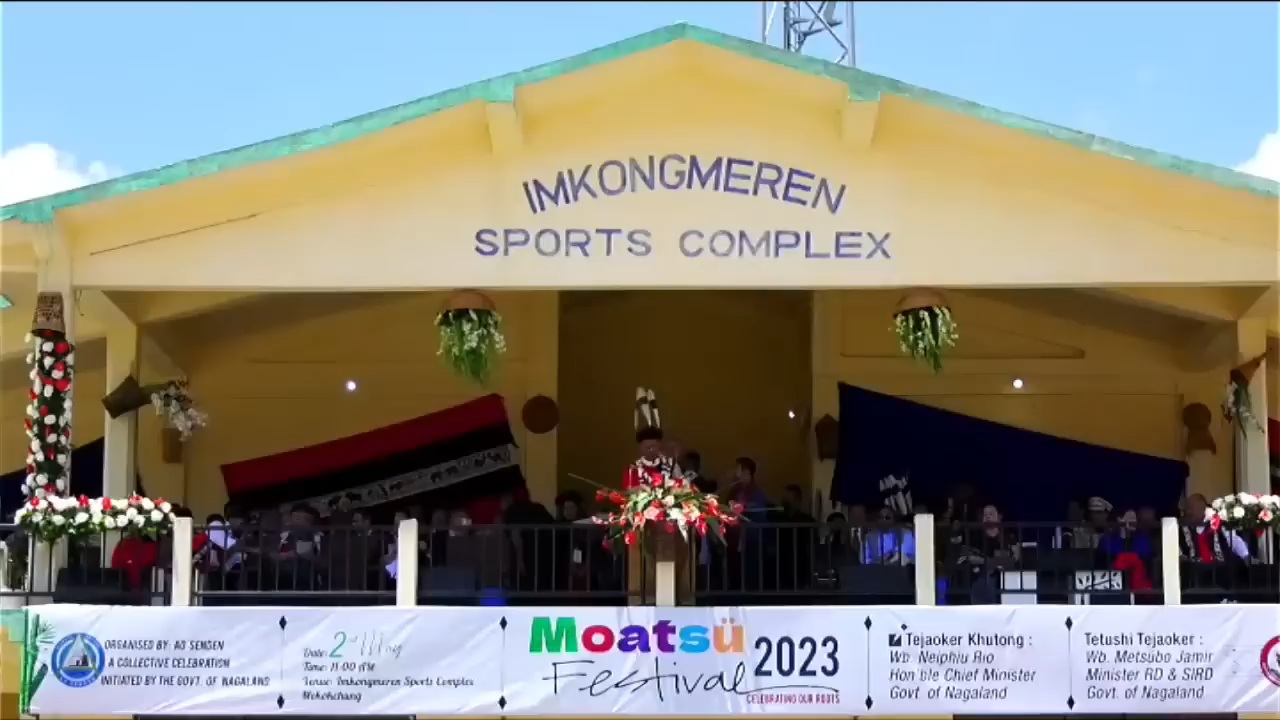 IMKONGMEREN
SPORTS COMPLEX
ORGANISED BY: AO SENDEN
A COLLECTIVE CELEBRATION
INITIATED BY THE GOVT. OF NAGALAND
Date: 2nd May
Time: 11:00 AM
Venue: Imkongmeren Sports Complex
Mokokchung
Moatsü
Festival
2023
CELEBRATING OUR ROOTS
Tejaoker Khutong :
Wb. Neiphiu Rio
Hon'ble Chief Minister
Govt. of Nagaland
Tetushi Tejaoker :
Wb. Metsubo Jamir
Minister RD & SIRD
Govt. of Nagaland